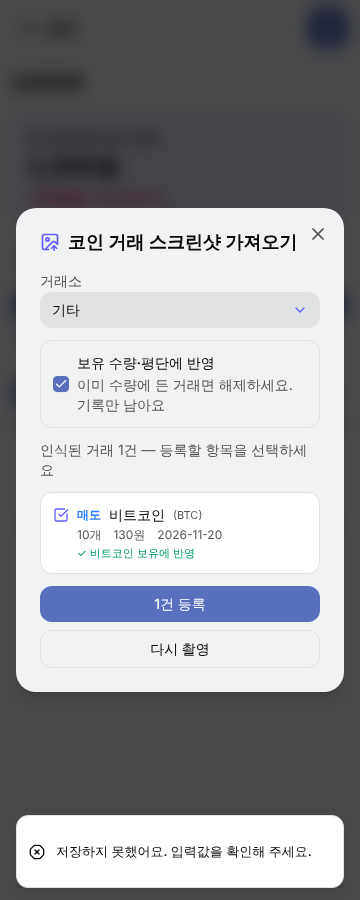 코인 거래 스크린샷 가져오기
거래소
기타
보유 수량·평단에 반영
이미 수량에 든 거래면 해제하세요.
기록만 남아요
인식된 거래 1건 — 등록할 항목을 선택하세
요
매도 비트코인 (BTC)
10개 130원 2026-11-20
✓ 비트코인 보유에 반영
1건 등록
다시 촬영
저장하지 못했어요. 입력값을 확인해 주세요.